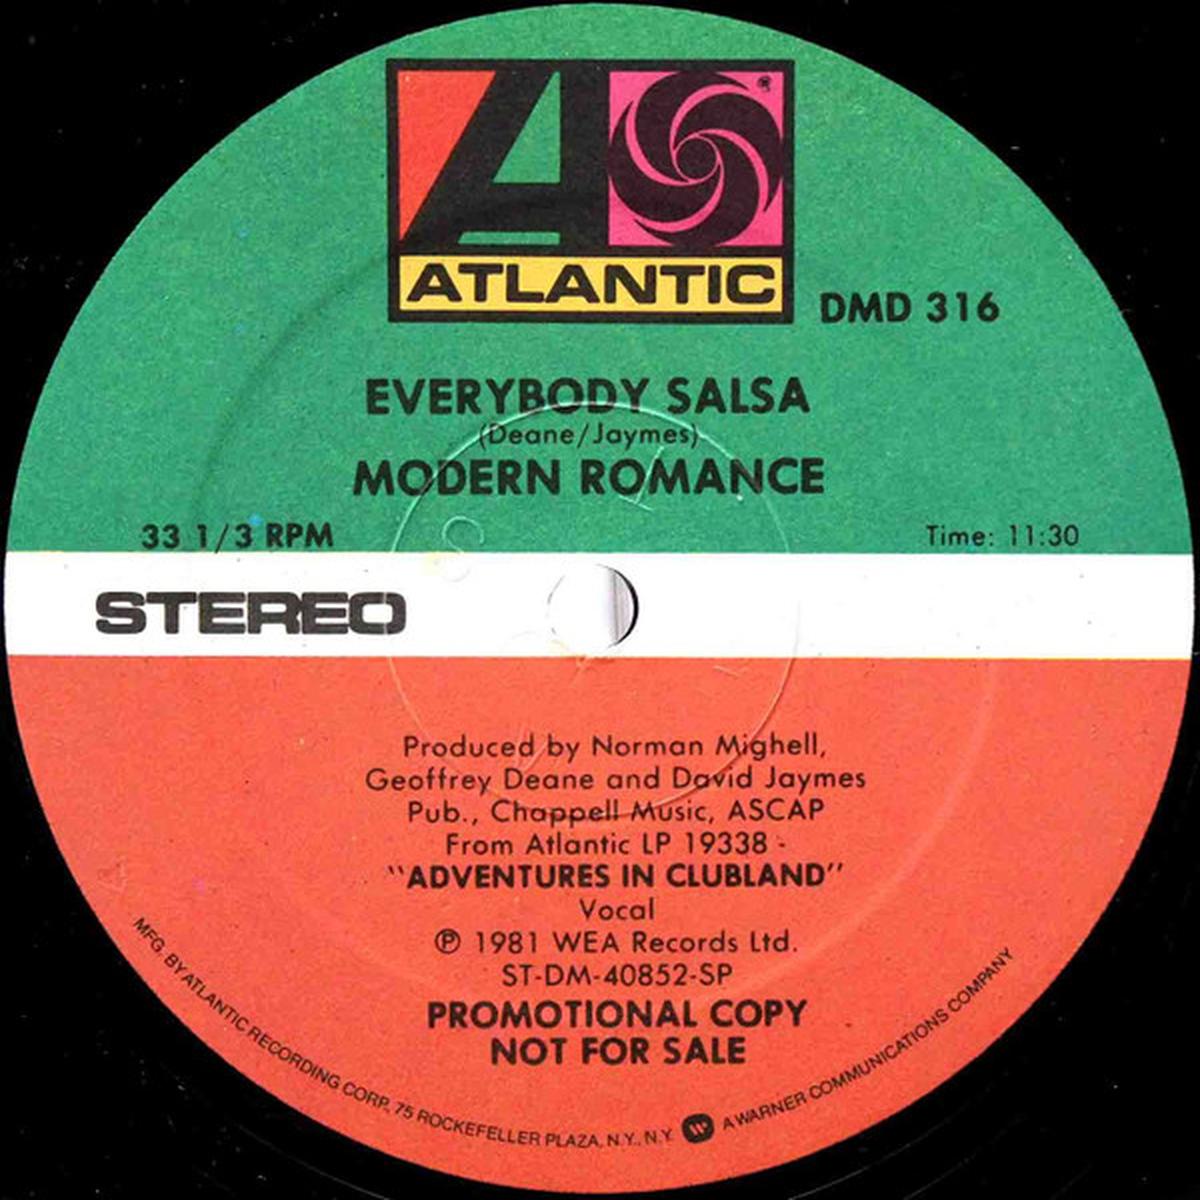 ATLANTIC
®
DMD 316
EVERYBODY SALSA
(Deane/Jaymes)
MODERN ROMANCE
33 1/3 RPM
Time: 11:30
STEREO
Produced by Norman Mighell,
Geoffrey Deane and David Jaymes
Pub., Chappell Music, ASCAP
From Atlantic LP 19338 -
"ADVENTURES IN CLUBLAND"
Vocal
℗ 1981 WEA Records Ltd.
ST-DM-40852-SP
PROMOTIONAL COPY
NOT FOR SALE
MFG. BY ATLANTIC RECORDING CORP., 75 ROCKEFELLER PLAZA, N.Y., N.Y. W A WARNER COMMUNICATIONS COMPANY